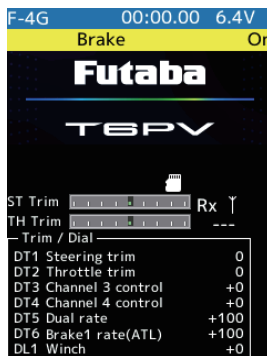 F-4G 00:00.00 6.4V
Brake On
Futaba
T6PV
ST Trim
Rx
TH Trim
---
Trim / Dial
DT1 Steering trim 0
DT2 Throttle trim 0
DT3 Channel 3 control +0
DT4 Channel 4 control +0
DT5 Dual rate +100
DT6 Brake1 rate(ATL) +100
DL1 Winch +0